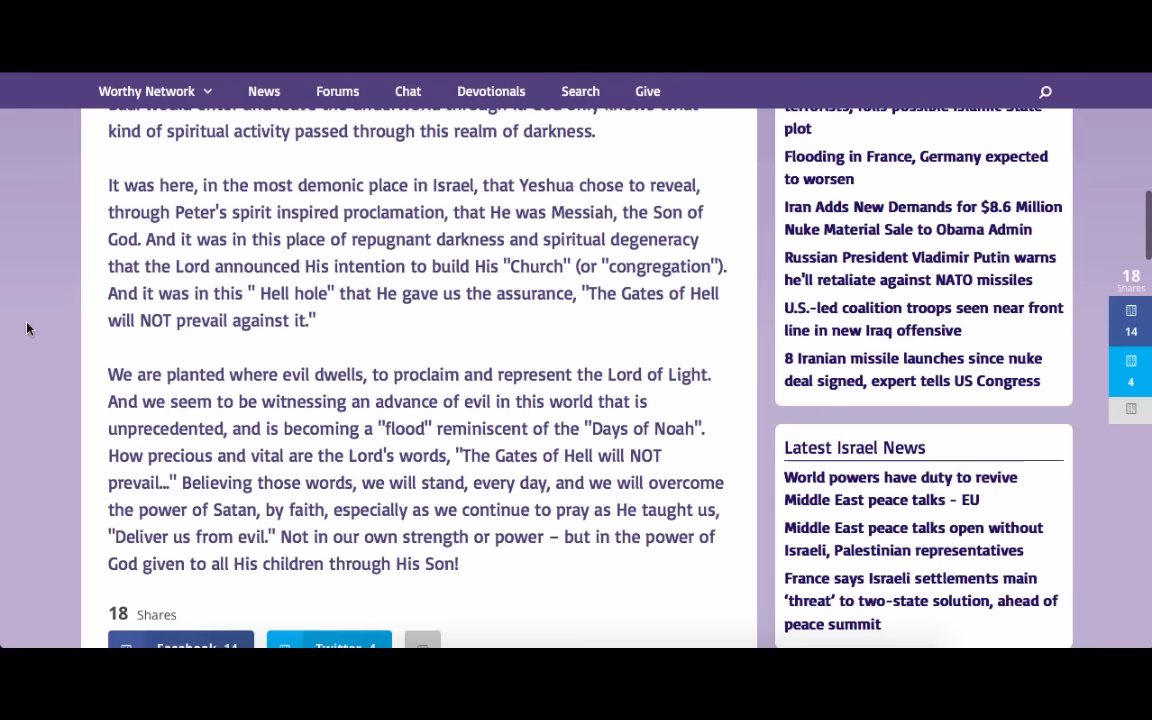 Worthy Network News Forums Chat Devotionals Search Give
kind of spiritual activity passed through this realm of darkness.
It was here, in the most demonic place in Israel, that Yeshua chose to reveal,
through Peter's spirit inspired proclamation, that He was Messiah, the Son of
God. And it was in this place of repugnant darkness and spiritual degeneracy
that the Lord announced His intention to build His "Church" (or "congregation").
And it was in this " Hell hole" that He gave us the assurance, "The Gates of Hell
will NOT prevail against it."
We are planted where evil dwells, to proclaim and represent the Lord of Light.
And we seem to be witnessing an advance of evil in this world that is
unprecedented, and is becoming a "flood" reminiscent of the "Days of Noah".
How precious and vital are the Lord's words, "The Gates of Hell will NOT
prevail..." Believing those words, we will stand, every day, and we will overcome
the power of Satan, by faith, especially as we continue to pray as He taught us,
"Deliver us from evil." Not in our own strength or power – but in the power of
God given to all His children through His Son!
18 Shares
Facebook 14 Twitter 4
plot
Flooding in France, Germany expected
to worsen
Iran Adds New Demands for $8.6 Million
Nuke Material Sale to Obama Admin
Russian President Vladimir Putin warns
he'll retaliate against NATO missiles
U.S.-led coalition troops seen near front
line in new Iraq offensive
8 Iranian missile launches since nuke
deal signed, expert tells US Congress
Latest Israel News
World powers have duty to revive
Middle East peace talks – EU
Middle East peace talks open without
Israeli, Palestinian representatives
France says Israeli settlements main
‘threat’ to two-state solution, ahead of
peace summit
18
Shares
14
4